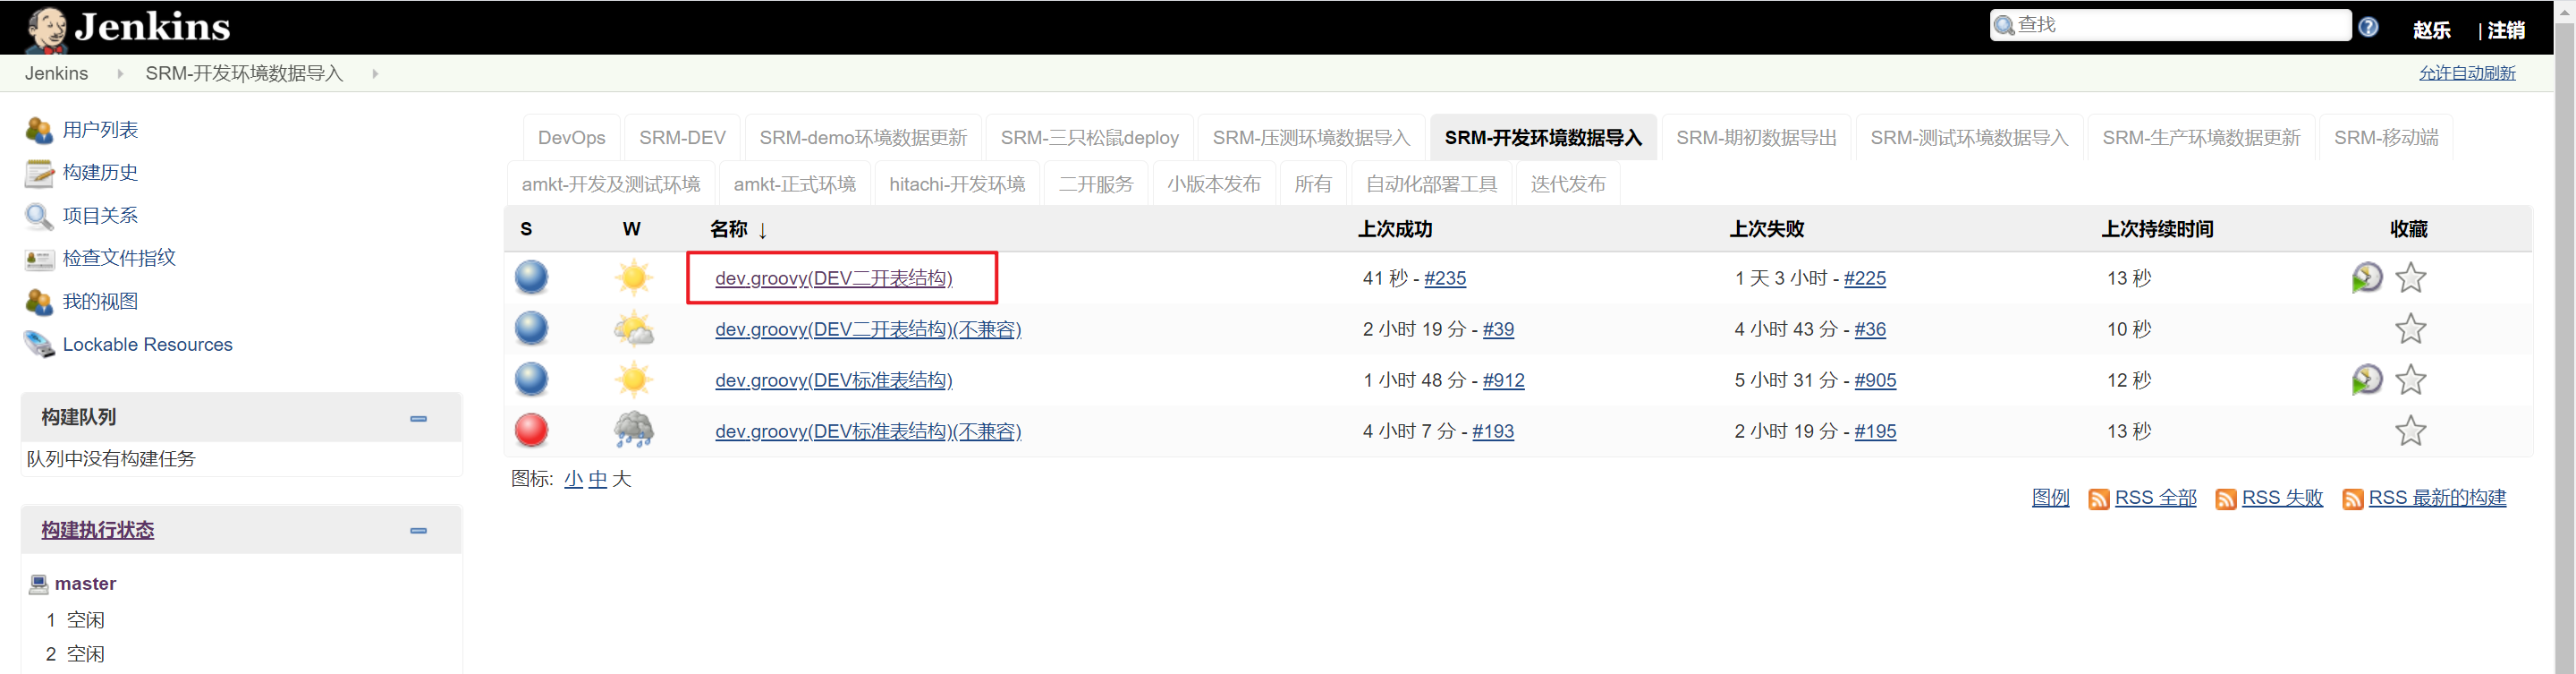 Jenkins
查找
赵乐 | 注销
Jenkins SRM-开发环境数据导入
允许自动刷新
用户列表
构建历史
项目关系
检查文件指纹
我的视图
Lockable Resources
构建队列
队列中没有构建任务
构建执行状态
master
1 空闲
2 空闲
DevOps SRM-DEV SRM-demo环境数据更新 SRM-三只松鼠deploy SRM-压测环境数据导入 SRM-开发环境数据导入 SRM-期初数据导出 SRM-测试环境数据导入 SRM-生产环境数据更新 SRM-移动端
amkt-开发及测试环境 amkt-正式环境 hitachi-开发环境 二开服务 小版本发布 所有 自动化部署工具 迭代发布
S W 名称 ↓ 上次成功 上次失败 上次持续时间 收藏
dev.groovy(DEV二开表结构) 41 秒 - #235 1 天 3 小时 - #225 13 秒
dev.groovy(DEV二开表结构)(不兼容) 2 小时 19 分 - #39 4 小时 43 分 - #36 10 秒
dev.groovy(DEV标准表结构) 1 小时 48 分 - #912 5 小时 31 分 - #905 12 秒
dev.groovy(DEV标准表结构)(不兼容) 4 小时 7 分 - #193 2 小时 19 分 - #195 13 秒
图标: 小 中 大
图例 RSS 全部 RSS 失败 RSS 最新的构建